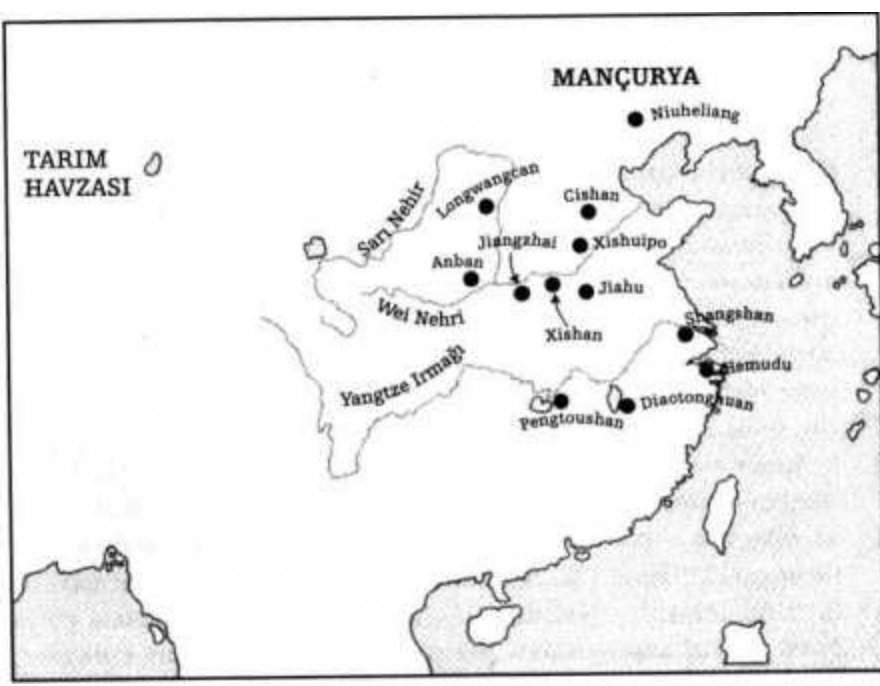 MANÇURYA
Niuheliang
TARIM
HAVZASI
Longwangcan
Cishan
Sarı Nehir
Jiangzhai
Xishuipo
Anban
Jiahu
Wei Nehri
Shangshan
Xishan
Yangtze Irmağı
Diaotonghuan
Pengtoushan